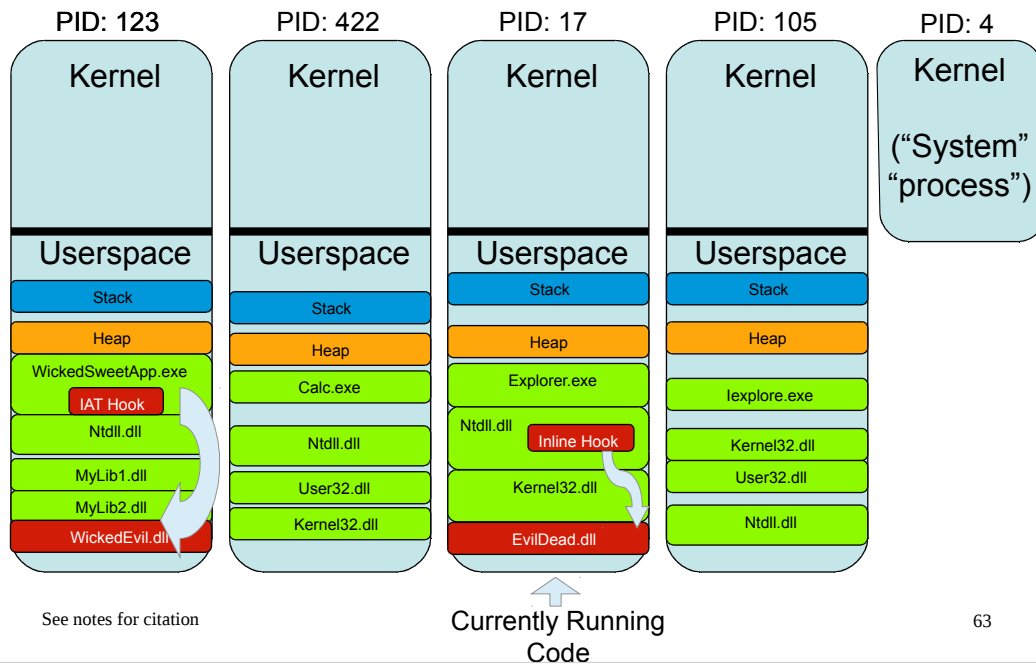 PID: 123
Kernel
Userspace
Stack
Heap
WickedSweetApp.exe
IAT Hook
Ntdll.dll
MyLib1.dll
MyLib2.dll
WickedEvil.dll
PID: 422
Kernel
Userspace
Stack
Heap
Calc.exe
Ntdll.dll
User32.dll
Kernel32.dll
PID: 17
Kernel
Userspace
Stack
Heap
Explorer.exe
Ntdll.dll
Inline Hook
Kernel32.dll
EvilDead.dll
PID: 105
Kernel
Userspace
Stack
Heap
Iexplore.exe
Kernel32.dll
User32.dll
Ntdll.dll
PID: 4
Kernel
(“System”
“process”)
See notes for citation
Currently Running
Code
63